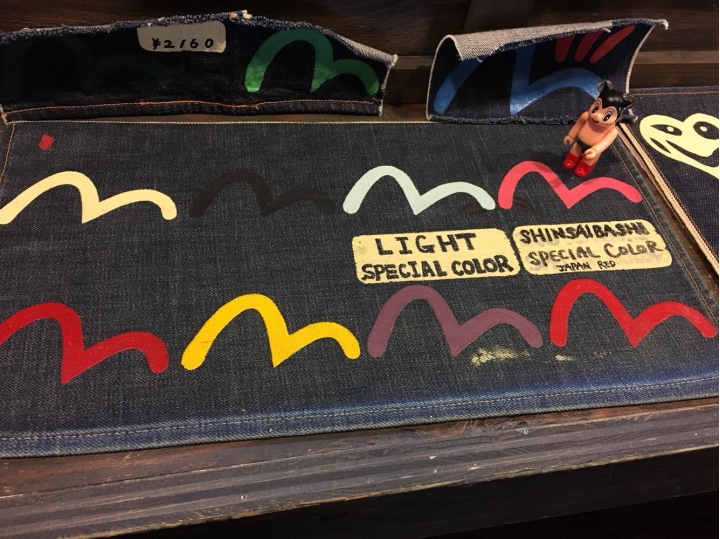 ¥2160
LIGHT
SPECIAL COLOR
SHINSAIBASHI
SPECIAL COLOR
JAPAN RED